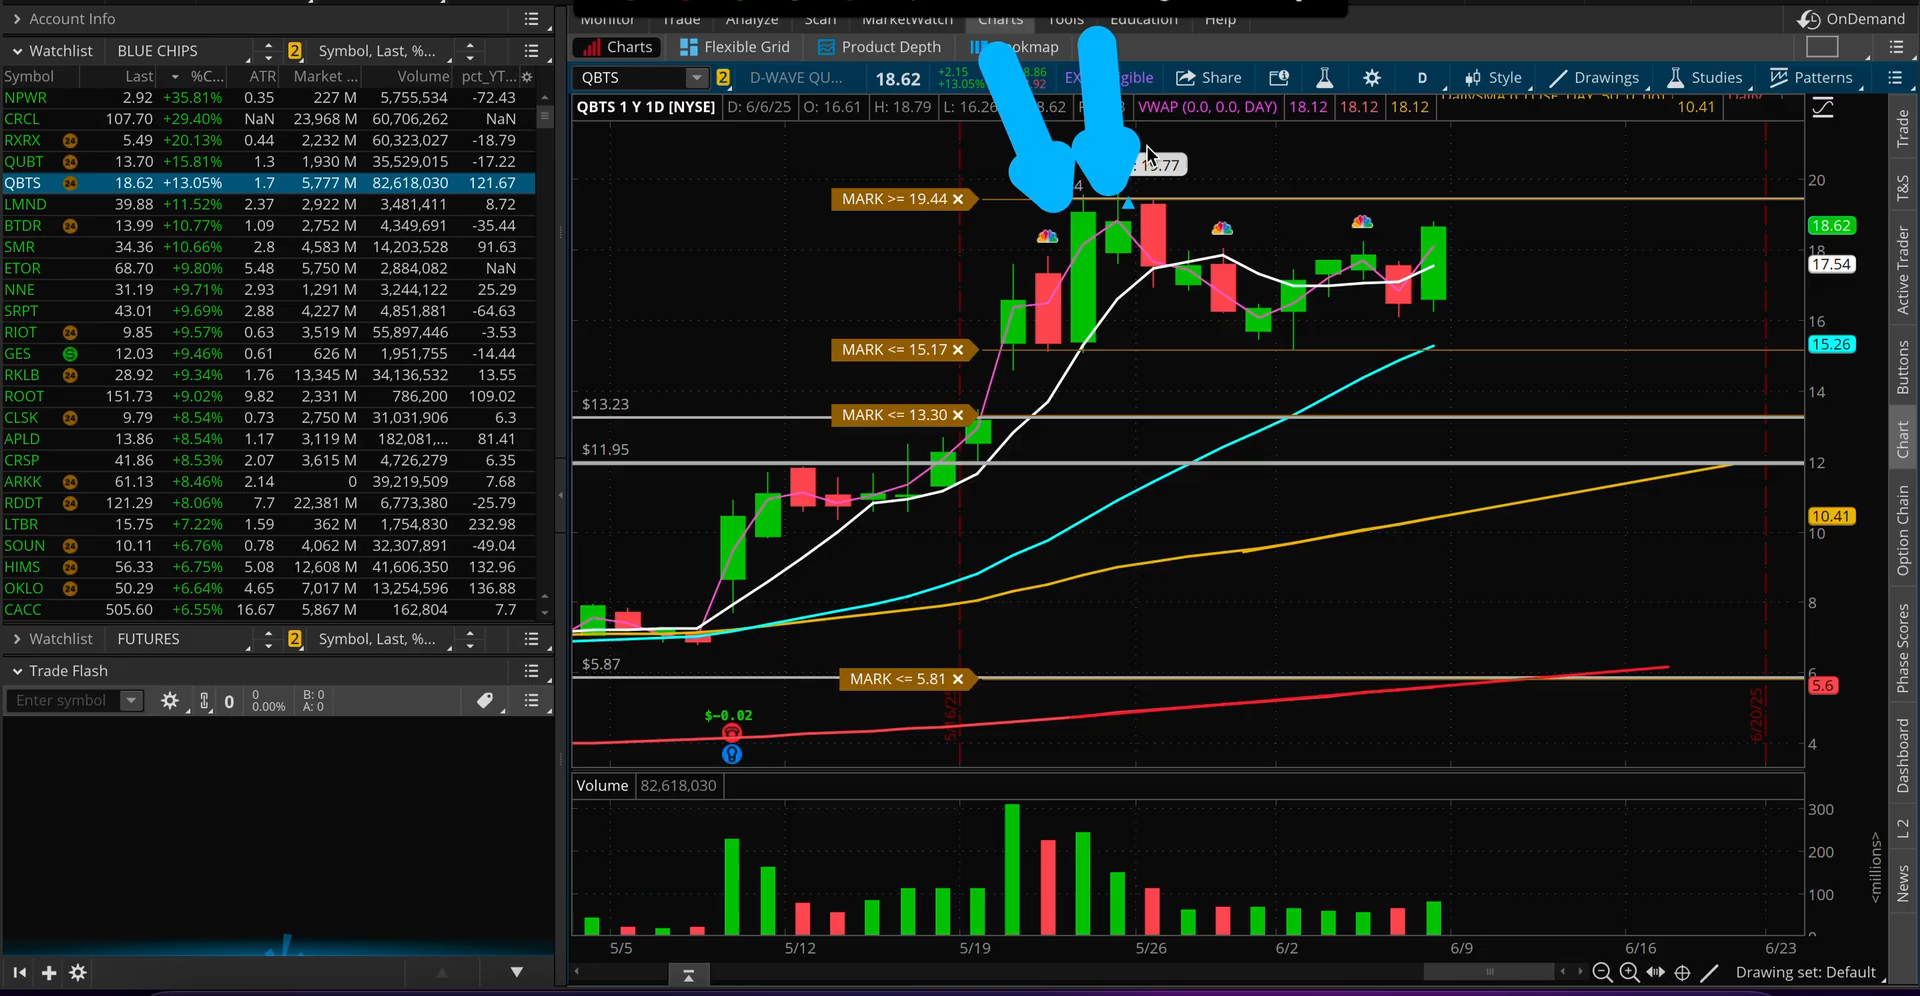 Account Info
Monitor Trade Analyze Scan MarketWatch Charts Tools Education Help
OnDemand
Watchlist BLUE CHIPS 2 Symbol, Last, %...
Charts Flexible Grid Product Depth
QBTS 2 D-WAVE QU... 18.62 +2.15 +13.05% Share D Style Drawings Studies Patterns
Symbol Last %C... ATR Market ... Volume pct_YT...
QBTS 1 Y 1D [NYSE] D: 6/6/25 O: 16.61 H: 18.79 L: 16.26 VWAP (0.0, 0.0, DAY) 18.12 18.12 18.12 10.41
NPWR 2.92 +35.81% 0.35 227 M 5,755,534 -72.43
CRCL 107.70 +29.40% NaN 23,968 M 60,706,262 NaN
RXRX 24 5.49 +20.13% 0.44 2,232 M 60,323,027 -18.79
QUBT 24 13.70 +15.81% 1.3 1,930 M 35,529,015 -17.22
QBTS 24 18.62 +13.05% 1.7 5,777 M 82,618,030 121.67
LMND 39.88 +11.52% 2.37 2,922 M 3,481,411 8.72
BTDR 24 13.99 +10.77% 1.09 2,752 M 4,349,691 -35.44
SMR 34.36 +10.66% 2.8 4,583 M 14,203,528 91.63
ETOR 68.70 +9.80% 5.48 5,750 M 2,884,082 NaN
NNE 31.19 +9.71% 2.93 1,291 M 3,244,122 25.29
SRPT 43.01 +9.69% 2.88 4,227 M 4,851,881 -64.63
RIOT 24 9.85 +9.57% 0.63 3,519 M 55,897,446 -3.53
GES S 12.03 +9.46% 0.61 626 M 1,951,755 -14.44
RKLB 24 28.92 +9.34% 1.76 13,345 M 34,136,532 13.55
ROOT 151.73 +9.02% 9.82 2,331 M 786,200 109.02
CLSK 24 9.79 +8.54% 0.73 2,750 M 31,031,906 6.3
APLD 13.86 +8.54% 1.17 3,119 M 182,081,... 81.41
CRSP 41.86 +8.53% 2.07 3,615 M 4,726,279 6.35
ARKK 24 61.13 +8.46% 2.14 0 39,219,509 7.68
RDDT 24 121.29 +8.06% 7.7 22,381 M 6,773,380 -25.79
LTBR 15.75 +7.22% 1.59 362 M 1,754,830 232.98
SOUN 24 10.11 +6.76% 0.78 4,062 M 32,307,891 -49.04
HIMS 24 56.33 +6.75% 5.08 12,608 M 41,606,350 132.96
OKLO 24 50.29 +6.64% 4.65 7,017 M 13,254,596 136.88
CACC 505.60 +6.55% 16.67 5,867 M 162,804 7.7
Watchlist FUTURES 2 Symbol, Last, %...
Trade Flash
Enter symbol 0 0 0.00% B: 0 A: 0
MARK >= 19.44 ×
MARK <= 15.17 ×
$13.23
MARK <= 13.30 ×
$11.95
$5.87
MARK <= 5.81 ×
$-0.02
5/16/25
6/20/25
20
18.62
18
17.54
16
15.26
14
12
10.41
10
8
6
5.6
4
Volume 82,618,030
300
200
100
0
<millions>
5/5 5/12 5/19 5/26 6/2 6/9 6/16 6/23
Drawing set: Default
Trade
T&S
Active Trader
Buttons
Chart
Option Chain
Phase Scores
Dashboard
L 2
News